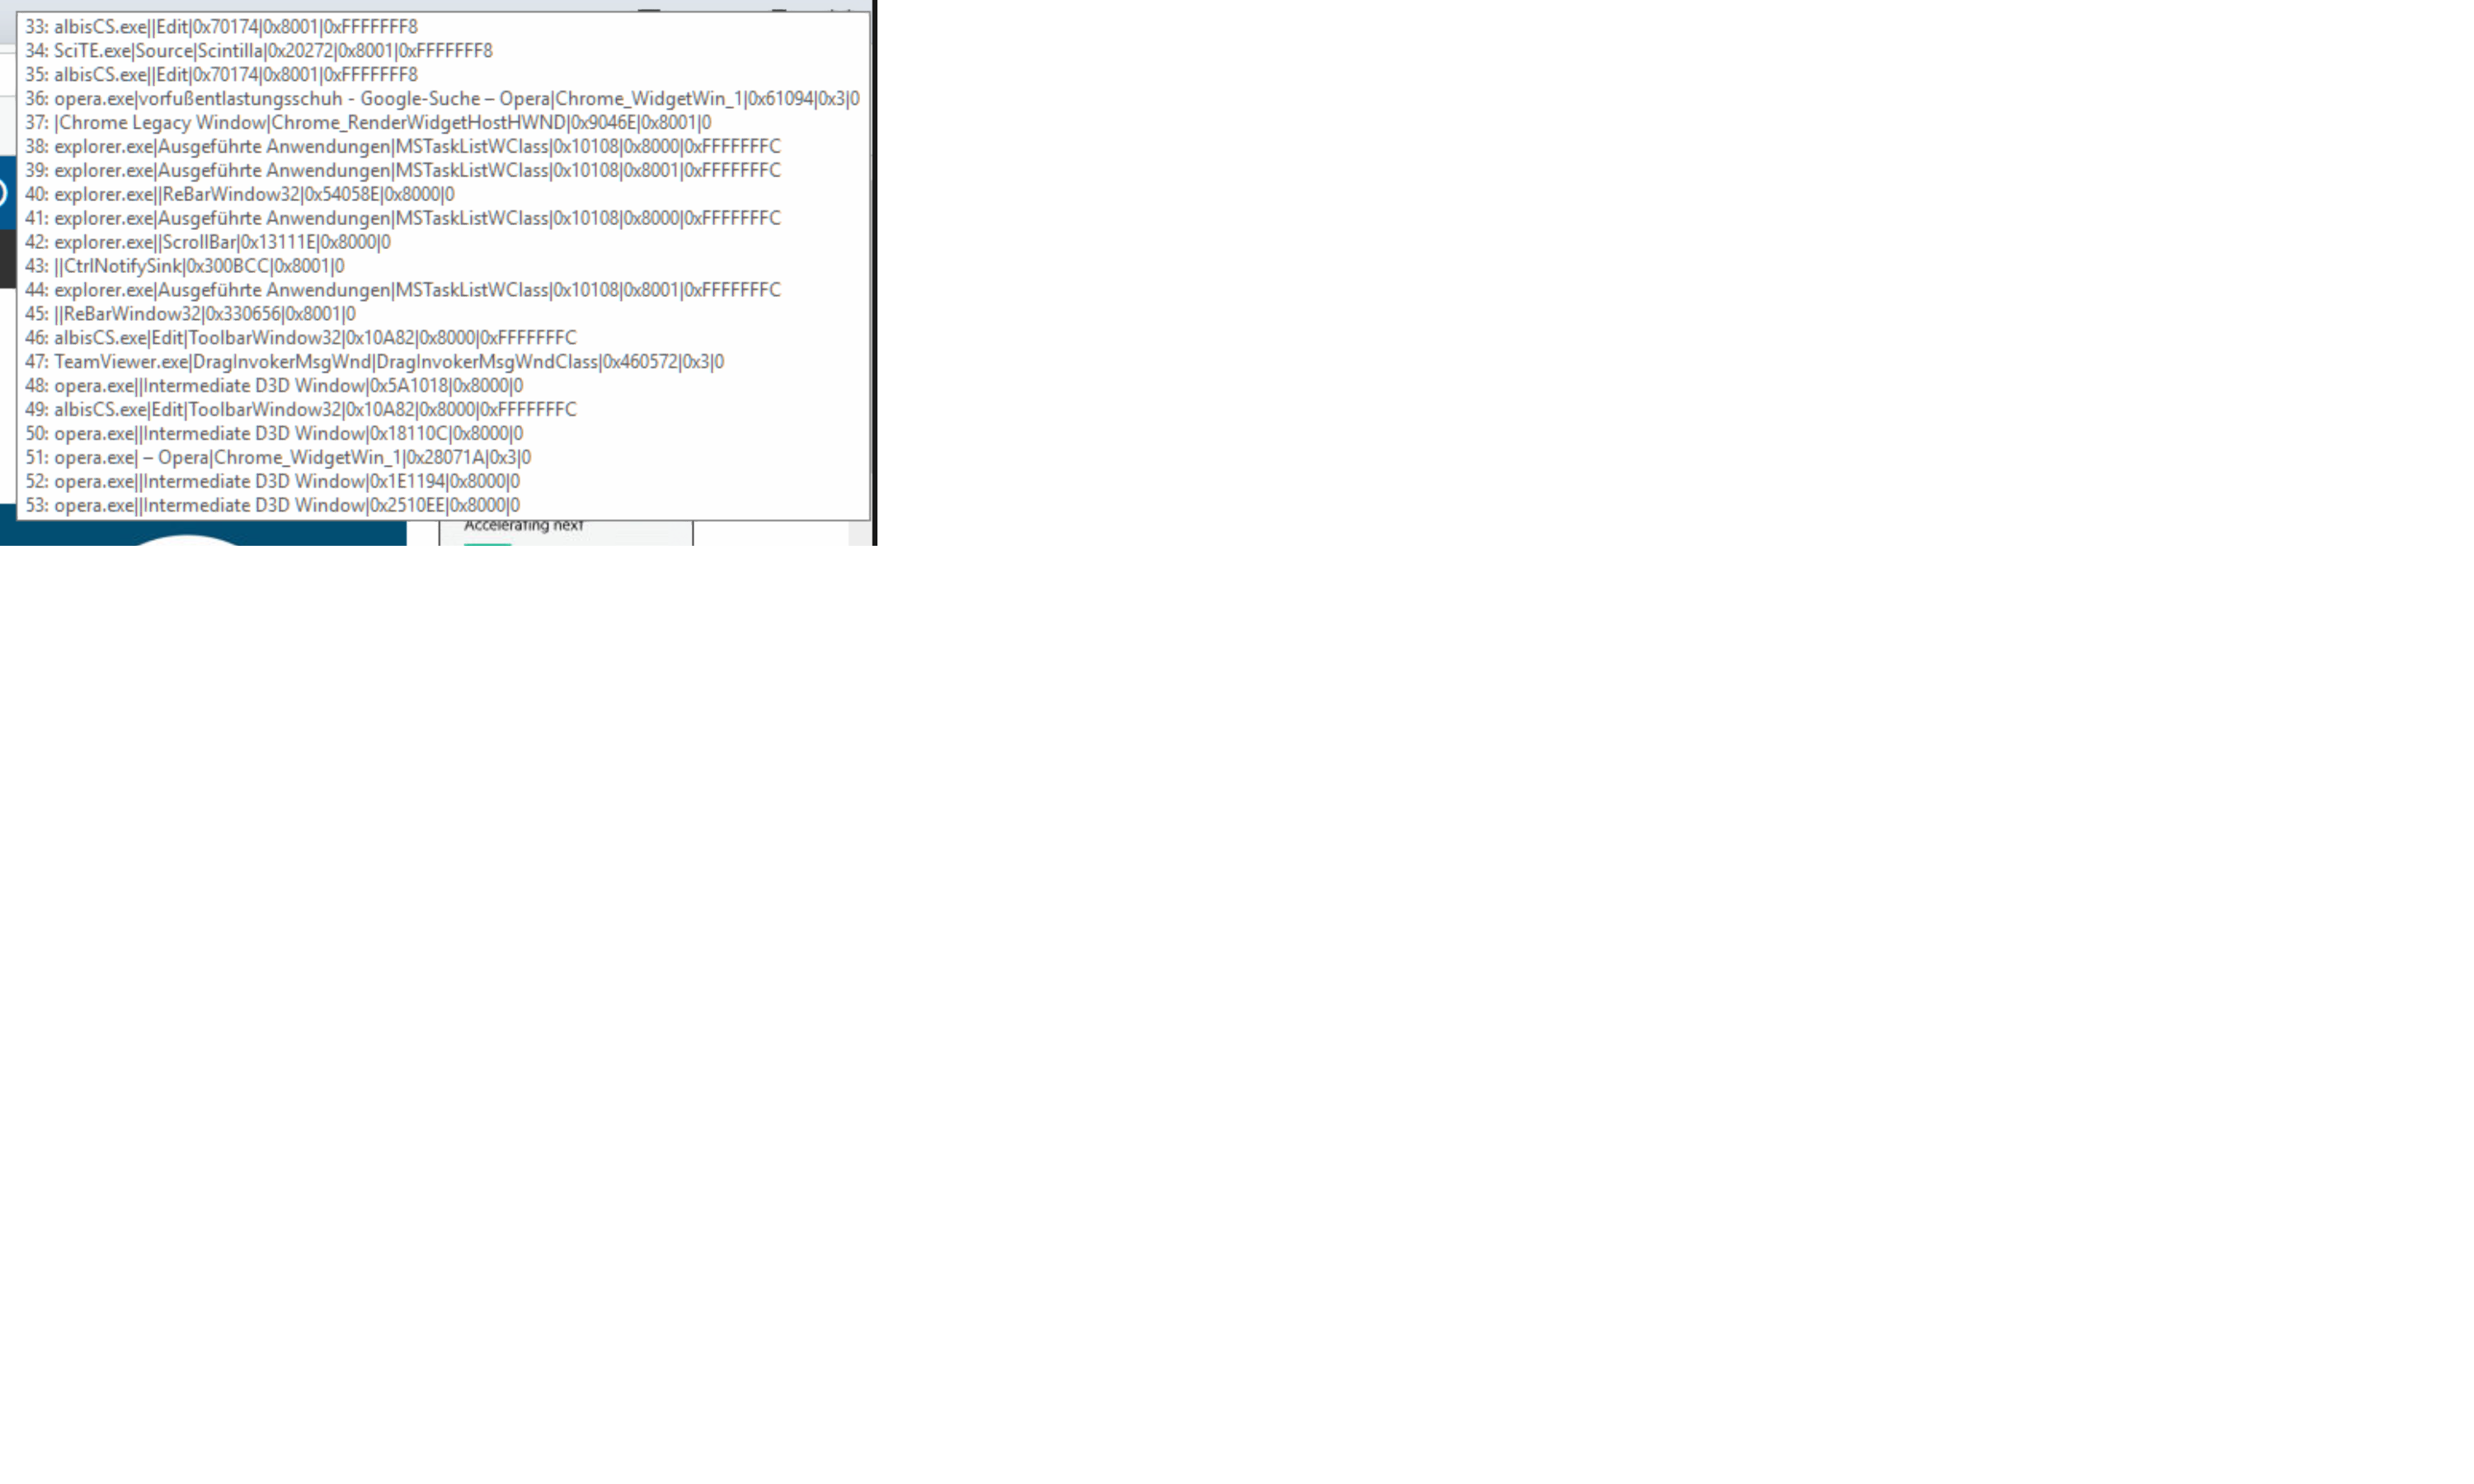 33: albisCS.exe||Edit|0x70174|0x8001|0xFFFFFFF8
34: SciTE.exe|Source|Scintilla|0x20272|0x8001|0xFFFFFFF8
35: albisCS.exe||Edit|0x70174|0x8001|0xFFFFFFF8
36: opera.exe|vorfußentlastungsschuh - Google-Suche – Opera|Chrome_WidgetWin_1|0x61094|0x3|0
37: |Chrome Legacy Window|Chrome_RenderWidgetHostHWND|0x9046E|0x8001|0
38: explorer.exe|Ausgeführte Anwendungen|MSTaskListWClass|0x10108|0x8000|0xFFFFFFFC
39: explorer.exe|Ausgeführte Anwendungen|MSTaskListWClass|0x10108|0x8001|0xFFFFFFFC
40: explorer.exe||ReBarWindow32|0x54058E|0x8000|0
41: explorer.exe|Ausgeführte Anwendungen|MSTaskListWClass|0x10108|0x8000|0xFFFFFFFC
42: explorer.exe||ScrollBar|0x13111E|0x8000|0
43: ||CtrlNotifySink|0x300BCC|0x8001|0
44: explorer.exe|Ausgeführte Anwendungen|MSTaskListWClass|0x10108|0x8001|0xFFFFFFFC
45: ||ReBarWindow32|0x330656|0x8001|0
46: albisCS.exe|Edit|ToolbarWindow32|0x10A82|0x8000|0xFFFFFFFC
47: TeamViewer.exe|DragInvokerMsgWnd|DragInvokerMsgWndClass|0x460572|0x3|0
48: opera.exe||Intermediate D3D Window|0x5A1018|0x8000|0
49: albisCS.exe|Edit|ToolbarWindow32|0x10A82|0x8000|0xFFFFFFFC
50: opera.exe||Intermediate D3D Window|0x18110C|0x8000|0
51: opera.exe| – Opera|Chrome_WidgetWin_1|0x28071A|0x3|0
52: opera.exe||Intermediate D3D Window|0x1E1194|0x8000|0
53: opera.exe||Intermediate D3D Window|0x2510EE|0x8000|0
Accelerating next